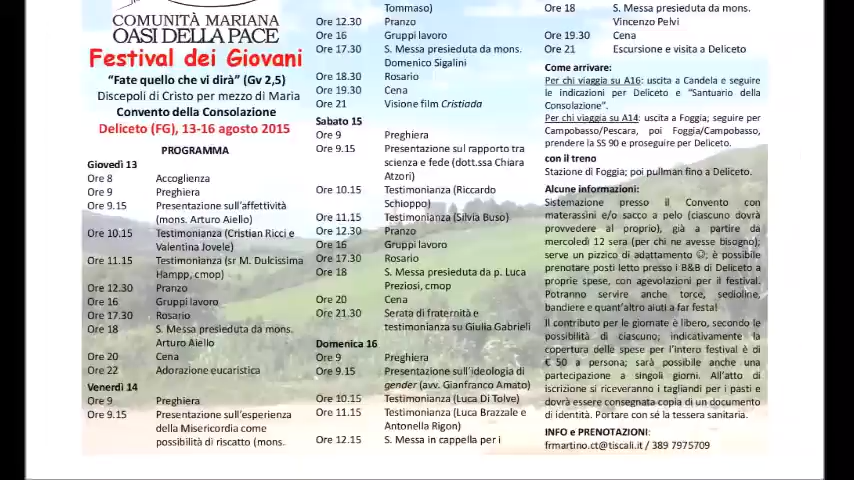 COMUNITÀ MARIANA
OASI DELLA PACE
Festival dei Giovani
“Fate quello che vi dirà” (Gv 2,5)
Discepoli di Cristo per mezzo di Maria
Convento della Consolazione
Deliceto (FG), 13-16 agosto 2015
PROGRAMMA
Giovedì 13
Ore 8 Accoglienza
Ore 9 Preghiera
Ore 9.15 Presentazione sull’affettività
(mons. Arturo Aiello)
Ore 10.15 Testimonianza (Cristian Ricci e
Valentina Jovele)
Ore 11.15 Testimonianza (sr M. Dulcissima
Hampp, cmop)
Ore 12.30 Pranzo
Ore 16 Gruppi lavoro
Ore 17.30 Rosario
Ore 18 S. Messa presieduta da mons.
Arturo Aiello
Ore 20 Cena
Ore 22 Adorazione eucaristica
Venerdì 14
Ore 9 Preghiera
Ore 9.15 Presentazione sull’esperienza
della Misericordia come
possibilità di riscatto (mons.
Tommaso)
Ore 12.30 Pranzo
Ore 16 Gruppi lavoro
Ore 17.30 S. Messa presieduta da mons.
Domenico Sigalini
Ore 18.30 Rosario
Ore 19.30 Cena
Ore 21 Visione film Cristiada
Sabato 15
Ore 9 Preghiera
Ore 9.15 Presentazione sul rapporto tra
scienza e fede (dott.ssa Chiara
Atzori)
Ore 10.15 Testimonianza (Riccardo
Schioppo)
Ore 11.15 Testimonianza (Silvia Buso)
Ore 12.30 Pranzo
Ore 16 Gruppi lavoro
Ore 17.30 Rosario
Ore 18 S. Messa presieduta da p. Luca
Preziosi, cmop
Ore 20 Cena
Ore 21.30 Serata di fraternità e
testimonianza su Giulia Gabrieli
Domenica 16
Ore 9 Preghiera
Ore 9.15 Presentazione sull’ideologia di
gender (avv. Gianfranco Amato)
Ore 10.15 Testimonianza (Luca Di Tolve)
Ore 11.15 Testimonianza (Luca Brazzale e
Antonella Rigon)
Ore 12.15 S. Messa in cappella per i
Ore 18 S. Messa presieduta da mons.
Vincenzo Pelvi
Ore 19.30 Cena
Ore 21 Escursione e visita a Deliceto
Come arrivare:
Per chi viaggia su A16: uscita a Candela e seguire
le indicazioni per Deliceto e “Santuario della
Consolazione”.
Per chi viaggia su A14: uscita a Foggia; seguire per
Campobasso/Pescara, poi Foggia/Campobasso,
prendere la SS 90 e proseguire per Deliceto.
con il treno
Stazione di Foggia; poi pullman fino a Deliceto.
Alcune informazioni:
Sistemazione presso il Convento con
materassini e/o sacco a pelo (ciascuno dovrà
provvedere al proprio), già a partire da
mercoledì 12 sera (per chi ne avesse bisogno);
serve un pizzico di adattamento ☺; è possibile
prenotare posti letto presso i B&B di Deliceto a
proprie spese, con agevolazioni per il festival.
Potranno servire anche torce, sedioline,
bandiere e quant’altro aiuti a far festa!
Il contributo per le giornate è libero, secondo le
possibilità di ciascuno; indicativamente la
copertura delle spese per l’intero festival è di
€ 50 a persona; sarà possibile anche una
partecipazione a singoli giorni. All’atto di
iscrizione si riceveranno i tagliandi per i pasti e
dovrà essere consegnata copia di un documento
di identità. Portare con sé la tessera sanitaria.
INFO e PRENOTAZIONI:
frmartino.ct@tiscali.it / 389 7975709